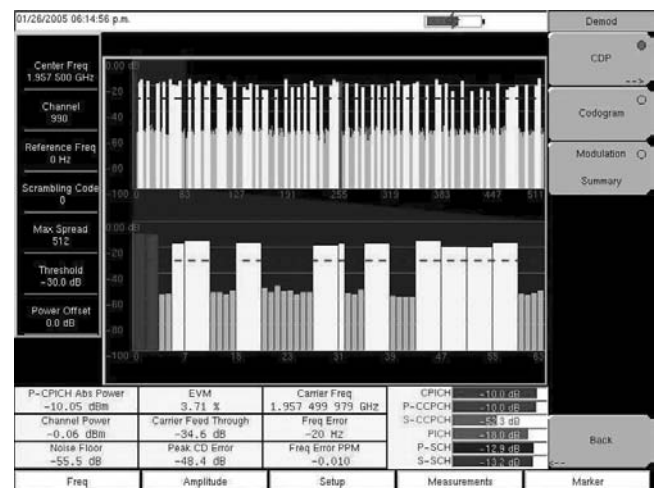 01/26/2005 06:14:56 p.m.
Demod
Center Freq
1.957 500 GHz
Channel
990
Reference Freq
0 Hz
Scrambling Code
0
Max Spread
512
Threshold
-30.0 dB
Power Offset
0.0 dB
0.00 dB
-20
-40
-60
-80
-100 0 63 127 191 255 319 383 447 511
0.00 dB
-20
-40
-60
-80
-100 0 7 15 23 31 39 47 55 63
CDP
-->
Codogram
Modulation
Summary
Back
<--
P-CPICH Abs Power
-10.05 dBm
EVM
3.71 %
Carrier Freq
1.957 499 979 GHz
Channel Power
-0.06 dBm
Carrier Feed Through
-34.6 dB
Freq Error
-20 Hz
Noise Floor
-55.5 dB
Peak CD Error
-48.4 dB
Freq Error PPM
-0.010
CPICH -10.0 dB
P-CCPCH -10.0 dB
S-CCPCH
PICH -18.0 dB
P-SCH -12.9 dB
S-SCH -13.2 dB
Freq Amplitude Setup Measurements Marker